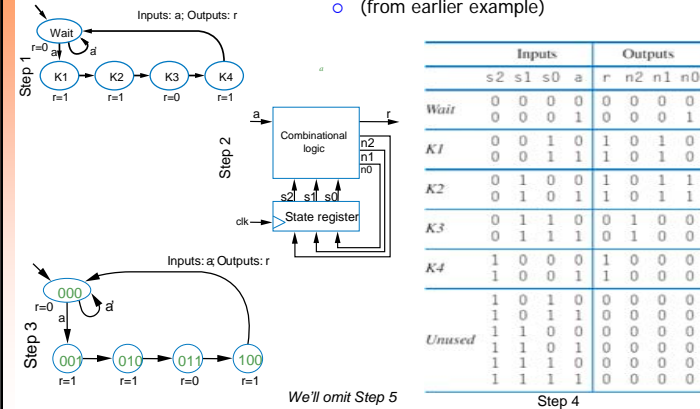 (from earlier example)
Step 1
Inputs: a; Outputs: r
Wait
r=0
a
a'
K1
K2
K3
K4
r=1
r=1
r=0
r=1
Step 2
a
r
Combinational
logic
n2
n1
n0
s2
s1
s0
clk
State register
Step 3
Inputs: a; Outputs: r
000
r=0
a
a'
001
010
011
100
r=1
r=1
r=0
r=1
We'll omit Step 5
Inputs Outputs
s2 s1 s0 a r n2 n1 n0
Wait 0 0 0 0 0 0 0 0
0 0 0 1 0 0 0 1
K1 0 0 1 0 1 0 1 0
0 0 1 1 1 0 1 0
K2 0 1 0 0 1 0 1 1
0 1 0 1 1 0 1 1
K3 0 1 1 0 0 1 0 0
0 1 1 1 0 1 0 0
K4 1 0 0 0 1 0 0 0
1 0 0 1 1 0 0 0
Unused 1 0 1 0 0 0 0 0
1 0 1 1 0 0 0 0
1 1 0 0 0 0 0 0
1 1 0 1 0 0 0 0
1 1 1 0 0 0 0 0
1 1 1 1 0 0 0 0
Step 4